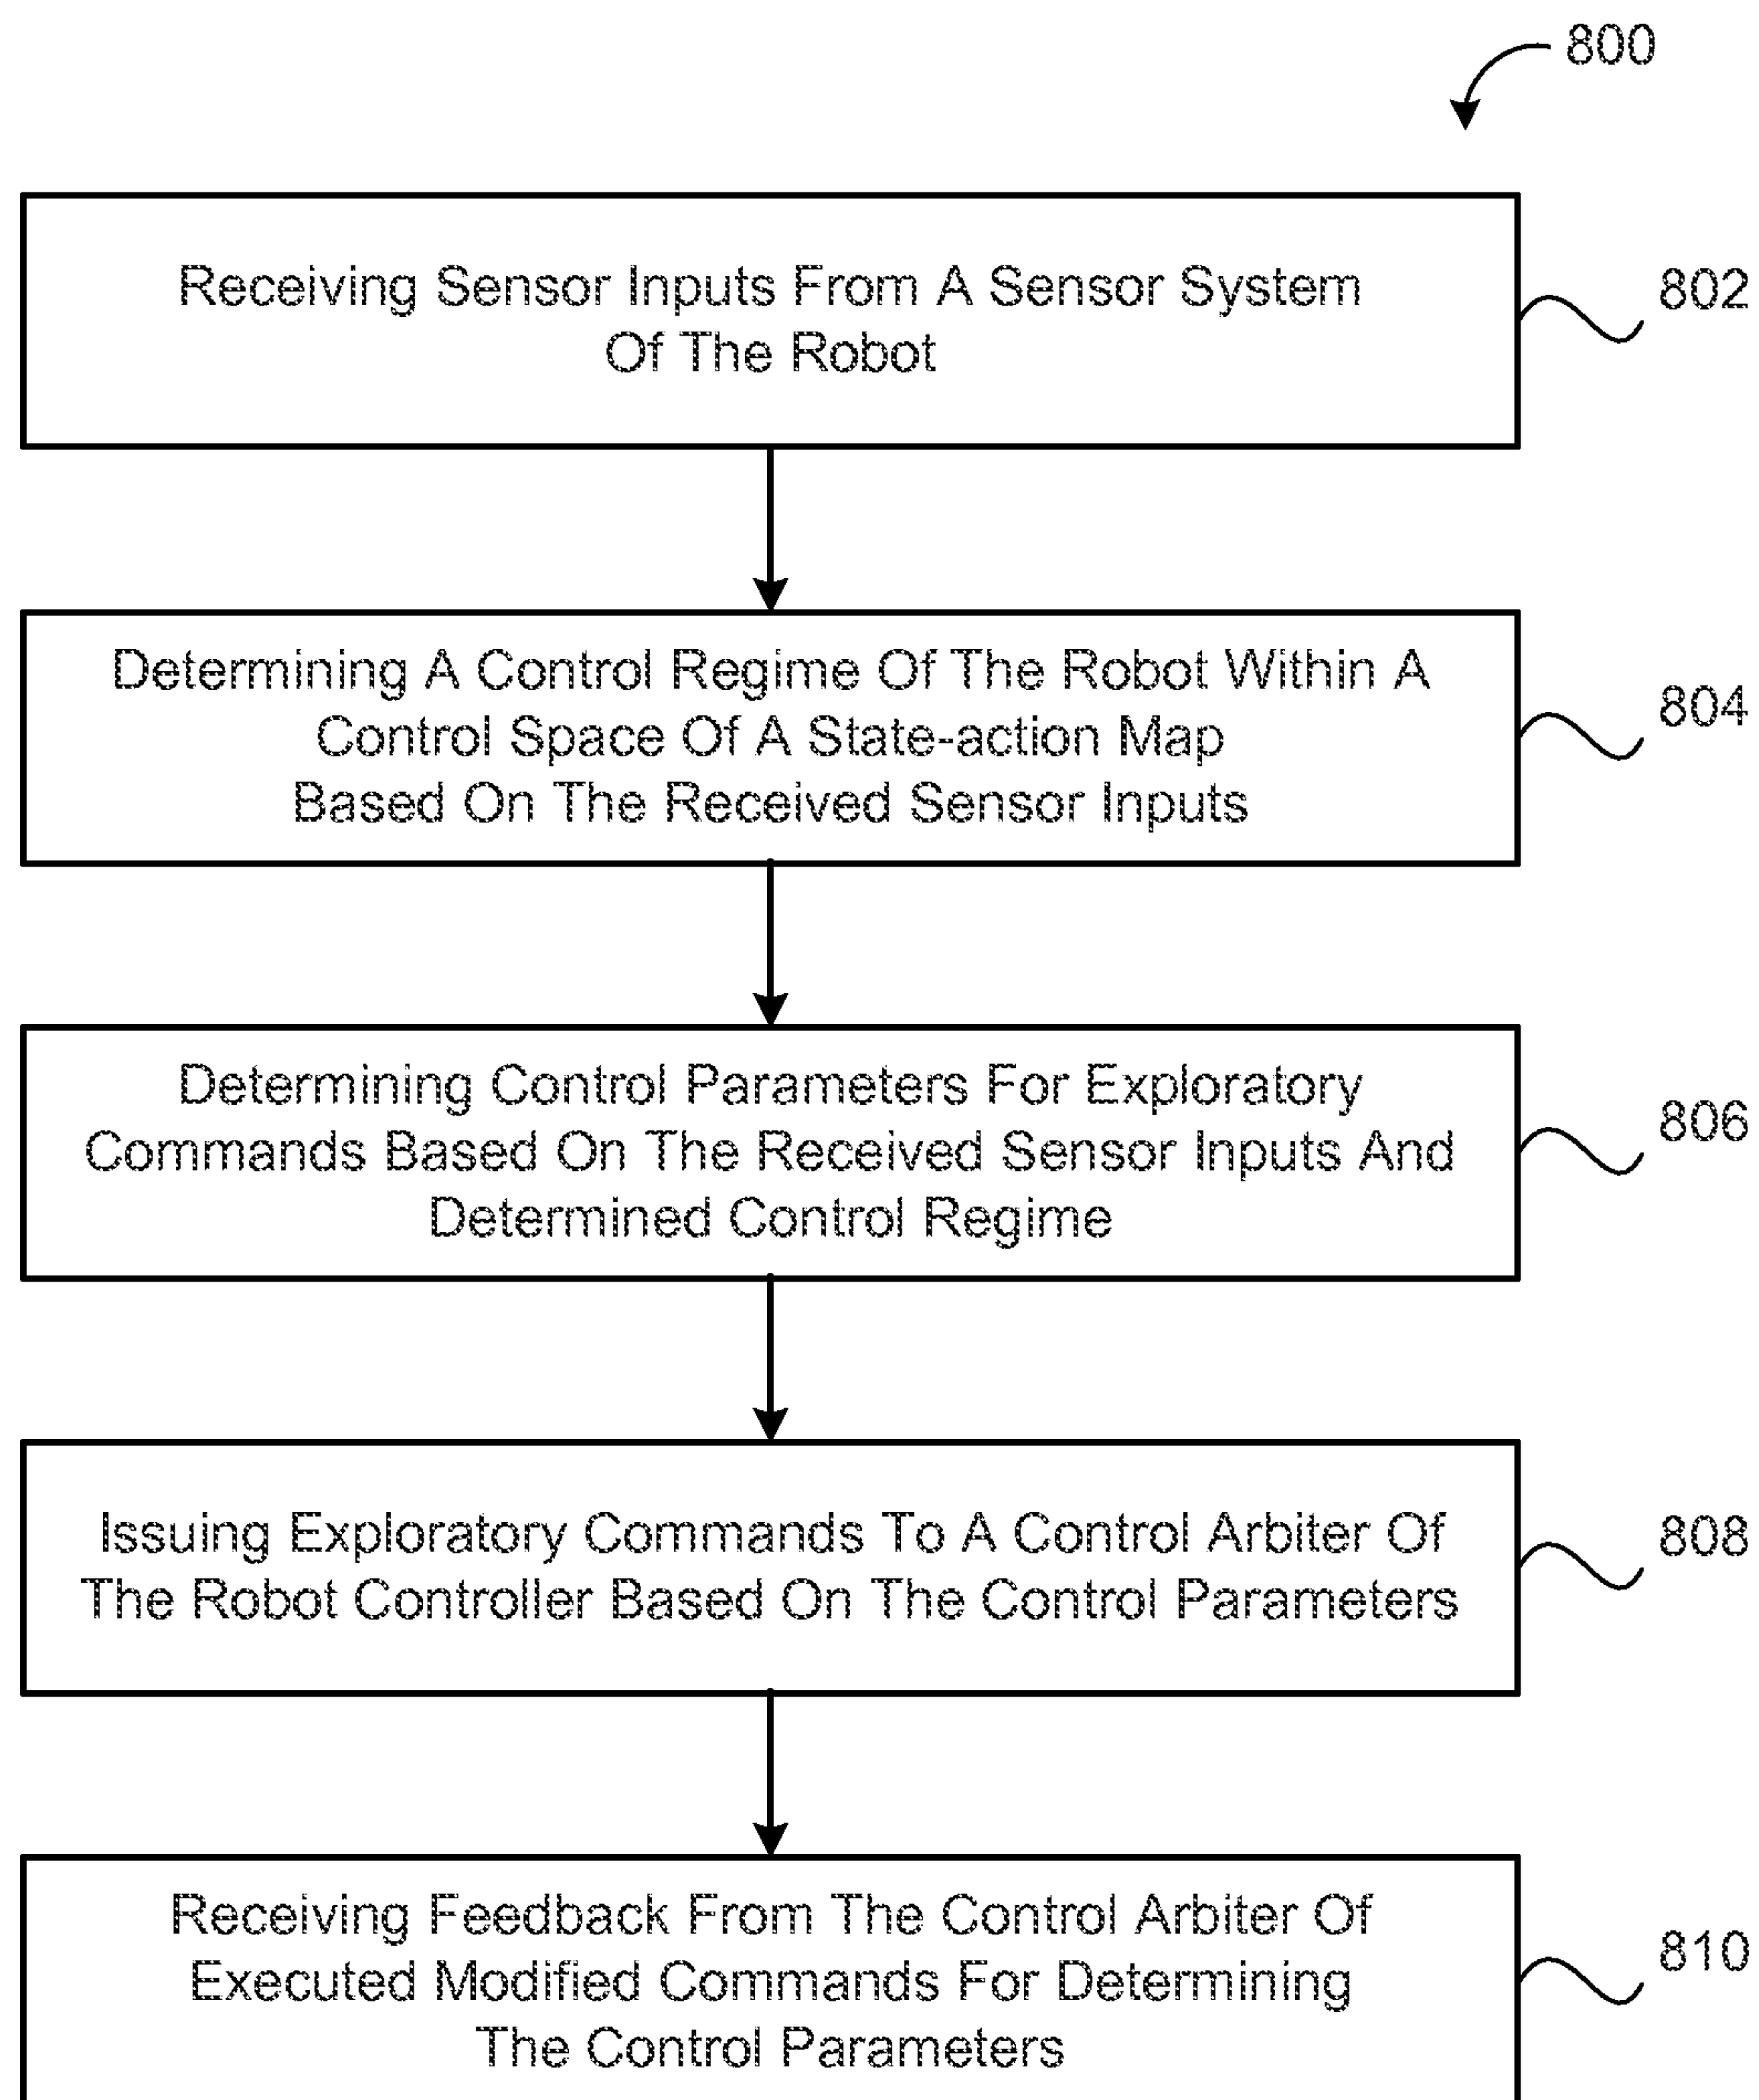 800
Receiving Sensor Inputs From A Sensor System
Of The Robot
802
Determining A Control Regime Of The Robot Within A
Control Space Of A State-action Map
Based On The Received Sensor Inputs
804
Determining Control Parameters For Exploratory
Commands Based On The Received Sensor Inputs And
Determined Control Regime
806
Issuing Exploratory Commands To A Control Arbiter Of
The Robot Controller Based On The Control Parameters
808
Receiving Feedback From The Control Arbiter Of
Executed Modified Commands For Determining
The Control Parameters
810